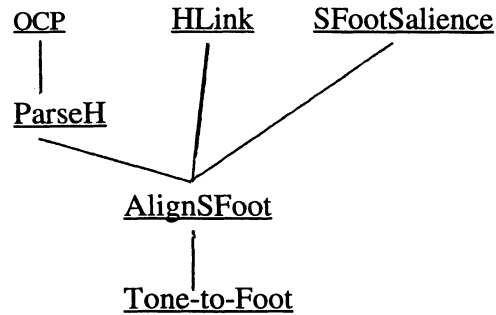 OCP HLink SFootSalience
ParseH
AlignSFoot
Tone-to-Foot